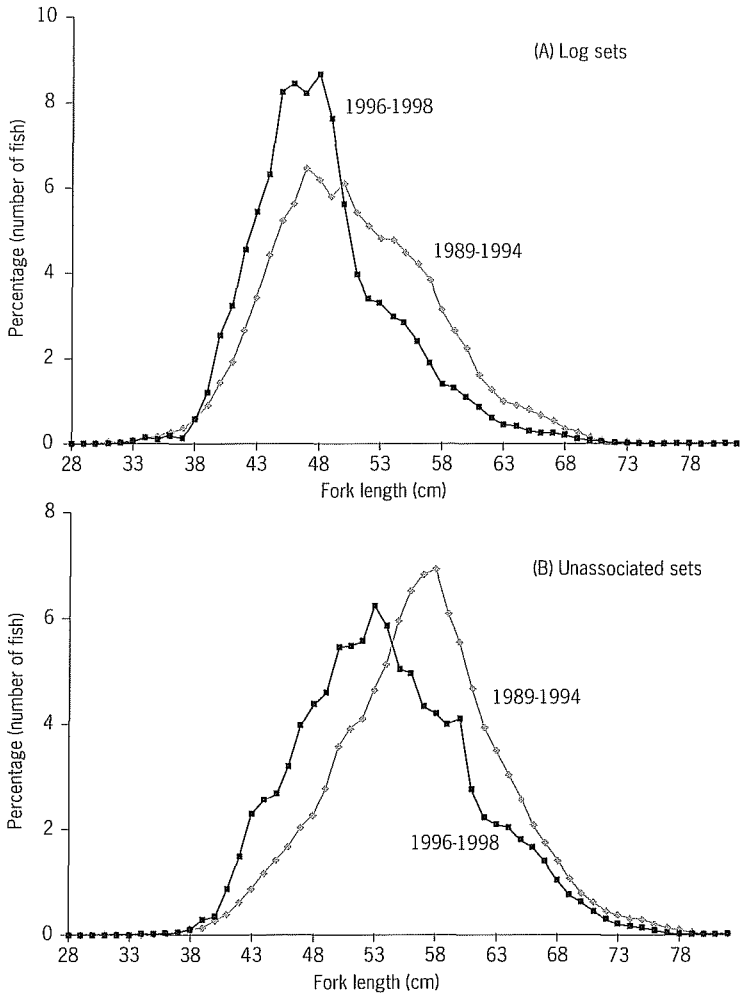 (A) Log sets
Percentage (number of fish)
10
8
6
4
2
0
1996-1998
1989-1994
28 33 38 43 48 53 58 63 68 73 78
Fork length (cm)
(B) Unassociated sets
Percentage (number of fish)
8
6
4
2
0
1989-1994
1996-1998
28 33 38 43 48 53 58 63 68 73 78
Fork length (cm)